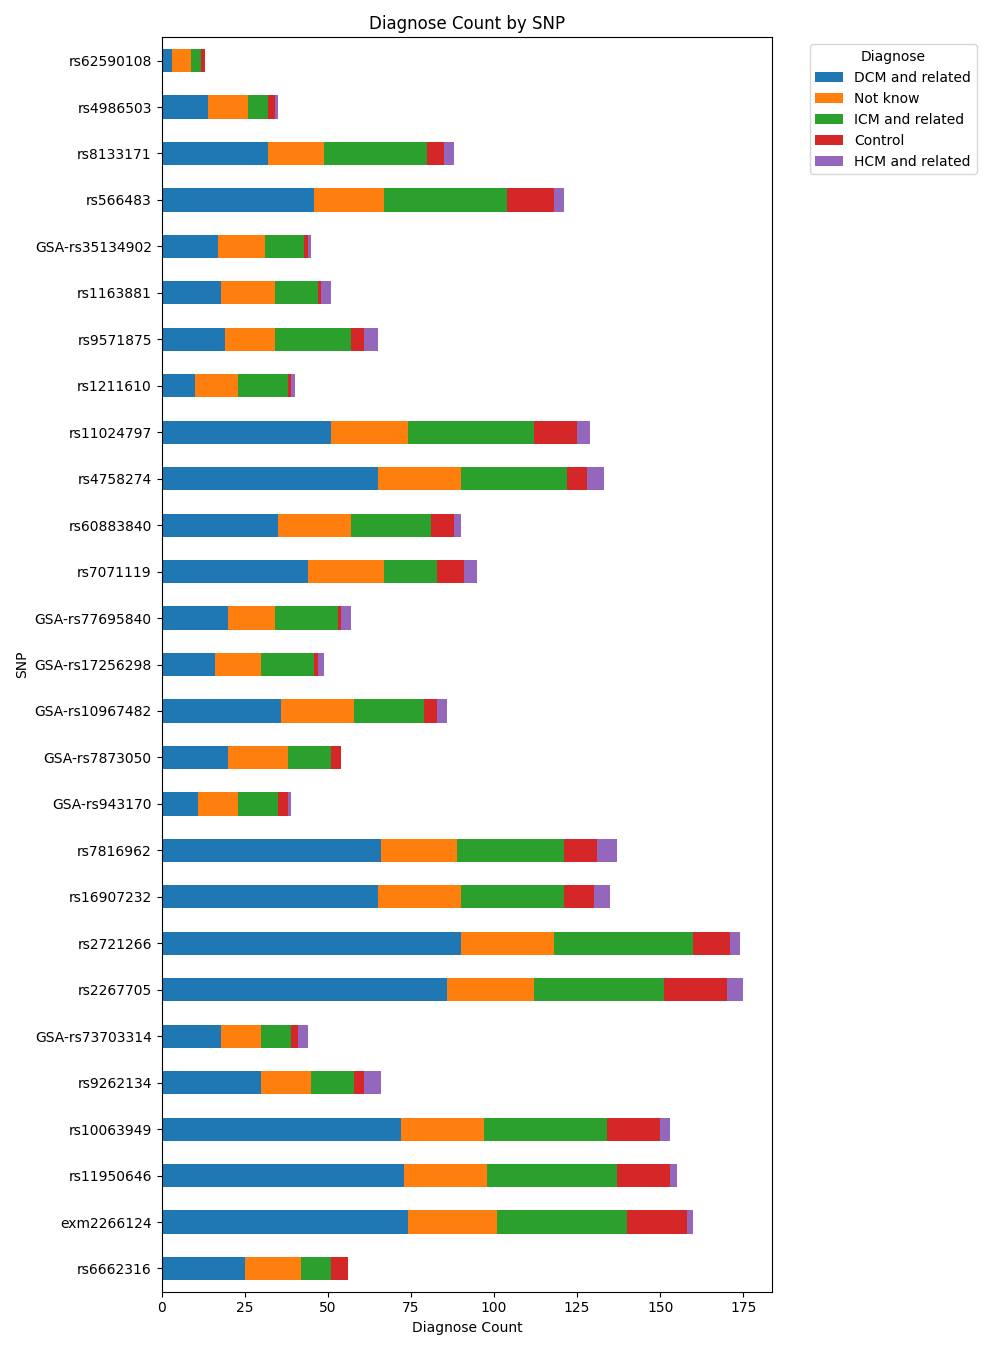 Diagnose Count by SNP
Diagnose
DCM and related
Not know
ICM and related
Control
HCM and related
rs62590108
rs4986503
rs8133171
rs566483
GSA-rs35134902
rs1163881
rs9571875
rs1211610
rs11024797
rs4758274
rs60883840
rs7071119
GSA-rs77695840
GSA-rs17256298
GSA-rs10967482
GSA-rs7873050
GSA-rs943170
rs7816962
rs16907232
rs2721266
rs2267705
GSA-rs73703314
rs9262134
rs10063949
rs11950646
exm2266124
rs6662316
SNP
0 25 50 75 100 125 150 175
Diagnose Count